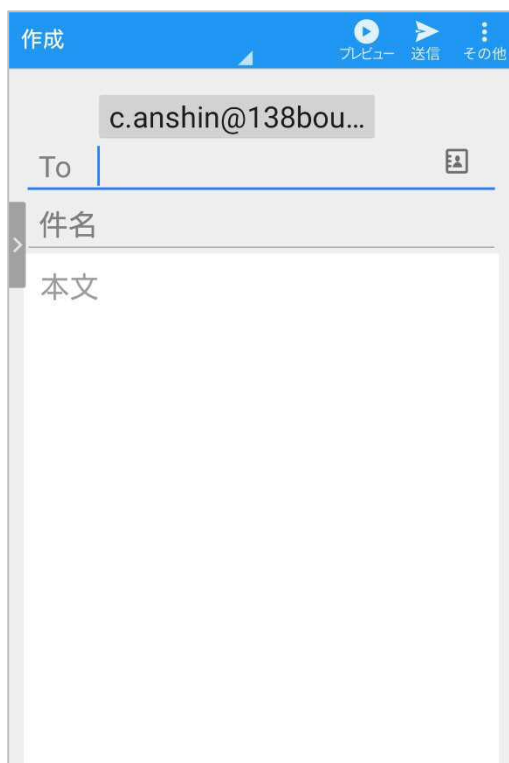 作成
プレビュー 送信 その他
c.anshin@138bou...
To
件名
本文